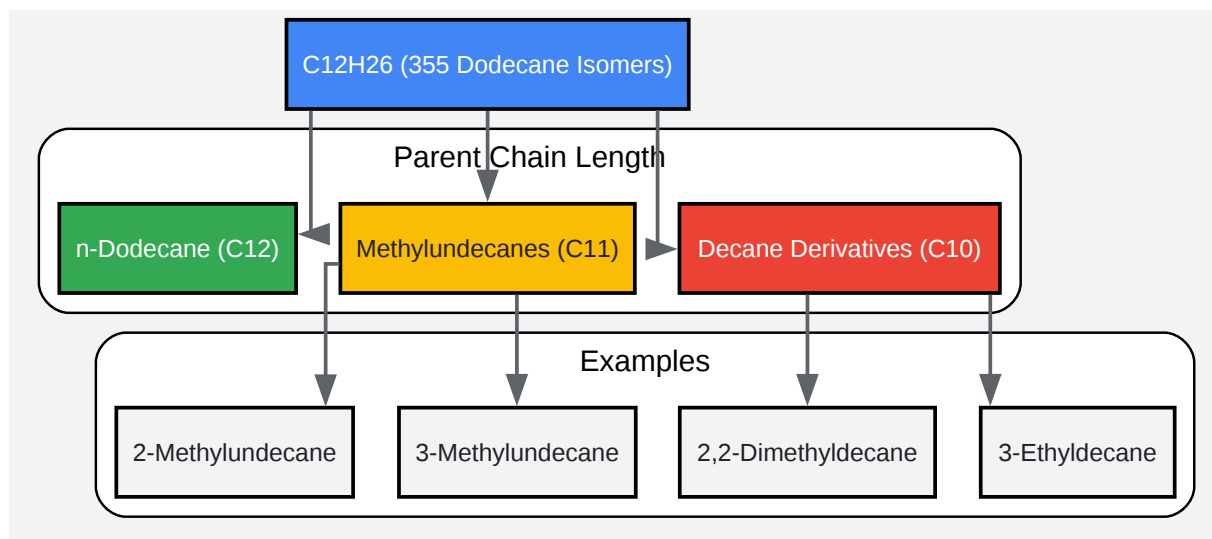 C12H26 (355 Dodecane Isomers)
Parent Chain Length
n-Dodecane (C12)
Methylundecanes (C11)
Decane Derivatives (C10)
Examples
2-Methylundecane
3-Methylundecane
2,2-Dimethyldecane
3-Ethyldecane